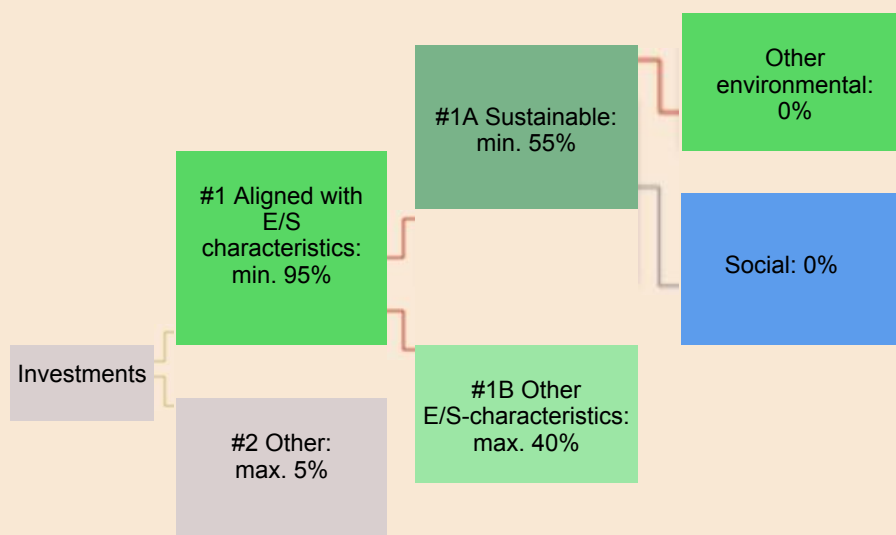 Investments
#1 Aligned with
E/S
characteristics:
min. 95%
#2 Other:
max. 5%
#1A Sustainable:
min. 55%
#1B Other
E/S-characteristics:
max. 40%
Other
environmental:
0%
Social: 0%